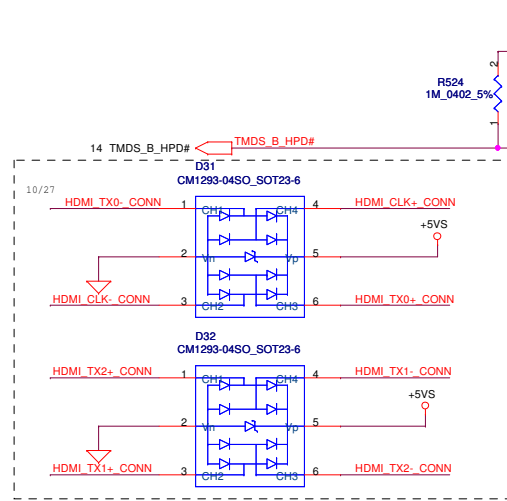 2
R524
1M_0402_5%
1
14 TMDS_B_HPD# TMDS_B_HPD#
D31
CM1293-04SO_SOT23-6
10/27
HDMI_TX0-_CONN 1 CH1 CH4 4 HDMI_CLK+_CONN
+5VS
2 Vn Vp 5
HDMI_CLK-_CONN 3 CH2 CH3 6 HDMI_TX0+_CONN
D32
CM1293-04SO_SOT23-6
HDMI_TX2+_CONN 1 CH1 CH4 4 HDMI_TX1-_CONN
+5VS
2 Vn Vp 5
HDMI_TX1+_CONN 3 CH2 CH3 6 HDMI_TX2-_CONN